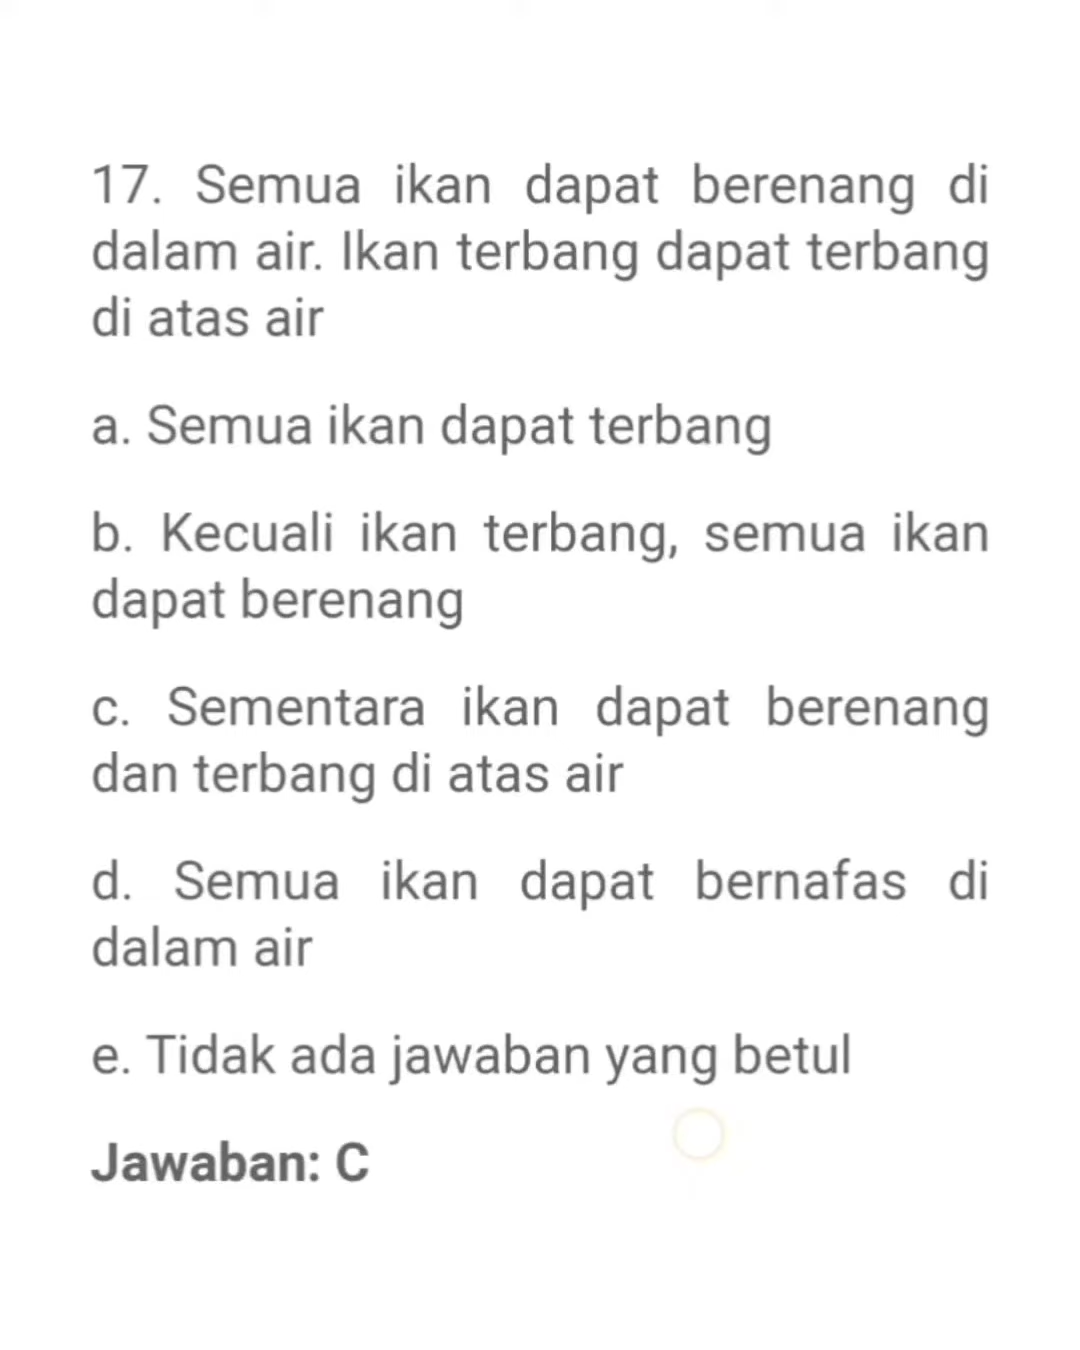 17. Semua ikan dapat berenang di
dalam air. Ikan terbang dapat terbang
di atas air
a. Semua ikan dapat terbang
b. Kecuali ikan terbang, semua ikan
dapat berenang
c. Sementara ikan dapat berenang
dan terbang di atas air
d. Semua ikan dapat bernafas di
dalam air
e. Tidak ada jawaban yang betul
Jawaban: C